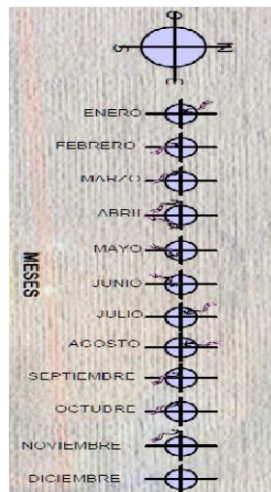 O
S N
E
ENERO
FEBRERO
MARZO
ABRIL
MAYO
MESES
JUNIO
JULIO
AGOSTO
SEPTIEMBRE
OCTUBRE
NOVIEMBRE
DICIEMBRE